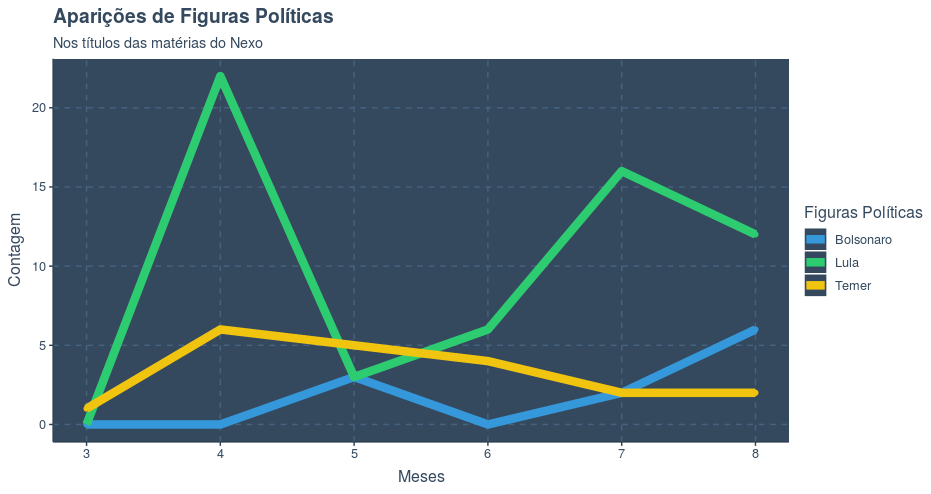 Aparições de Figuras Políticas
Nos títulos das matérias do Nexo
Contagem
20
15
10
5
0
3 4 5 6 7 8
Meses
Figuras Políticas
Bolsonaro
Lula
Temer